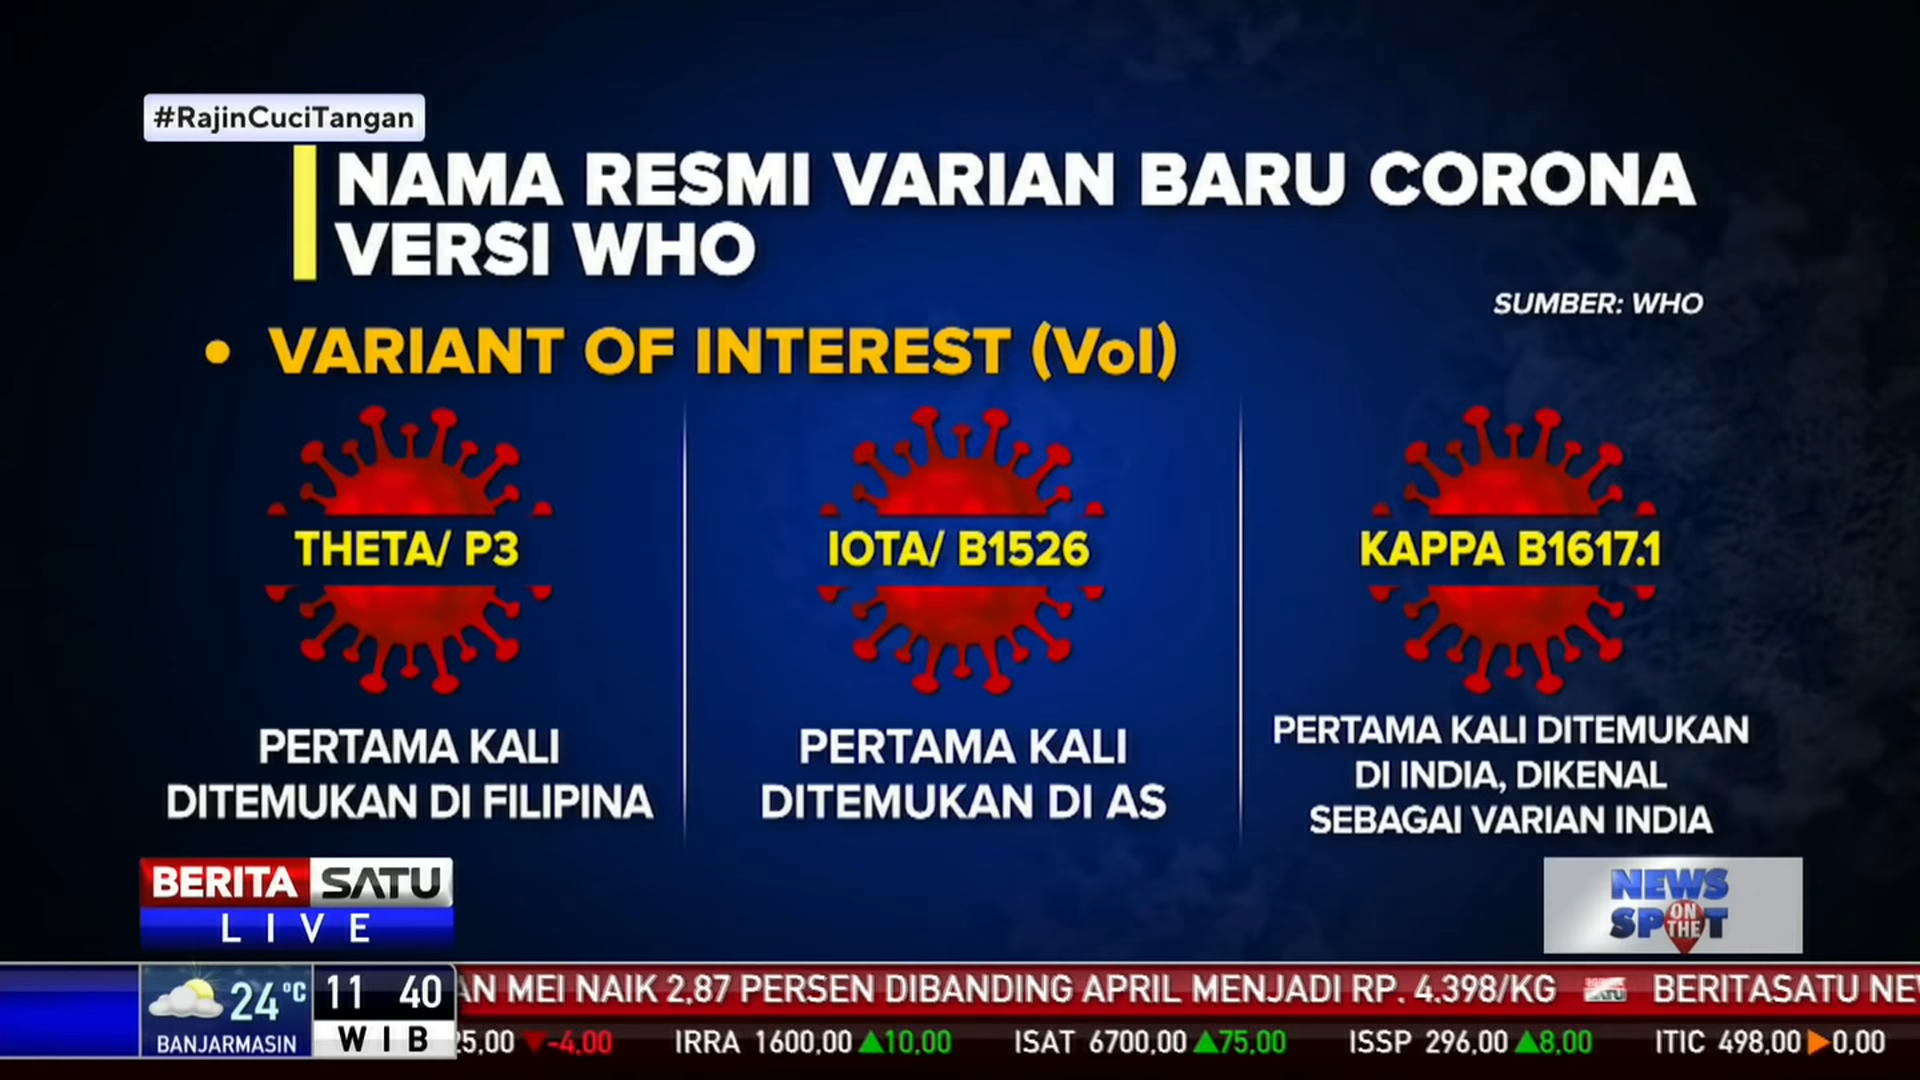 #RajinCuciTangan
NAMA RESMI VARIAN BARU CORONA
VERSI WHO
SUMBER: WHO
• VARIANT OF INTEREST (VoI)
THETA/ P3
PERTAMA KALI
DITEMUKAN DI FILIPINA
IOTA/ B1526
PERTAMA KALI
DITEMUKAN DI AS
KAPPA B1617.1
PERTAMA KALI DITEMUKAN
DI INDIA, DIKENAL
SEBAGAI VARIAN INDIA
BERITA SATU
LIVE
NEWS
ON THE
SPOT
24°C
BANJARMASIN
11 40
WIB
AN MEI NAIK 2,87 PERSEN DIBANDING APRIL MENJADI RP. 4.398/KG BERITASATU NE
25,00 ▼-4,00 IRRA 1600,00 ▲10,00 ISAT 6700,00 ▲75,00 ISSP 296,00 ▲8,00 ITIC 498,00 ▶0,00